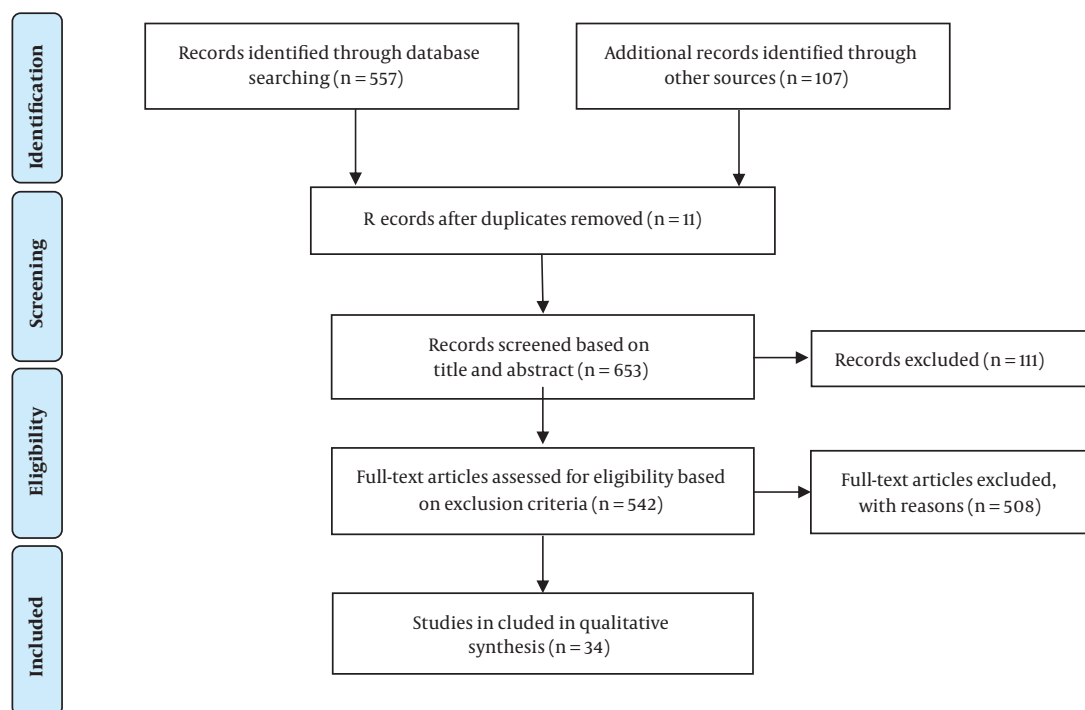 Identification
Records identified through database
searching (n = 557)
Additional records identified through
other sources (n = 107)
Screening
R ecords after duplicates removed (n = 11)
Records screened based on
title and abstract (n = 653)
Records excluded (n = 111)
Eligibility
Full-text articles assessed for eligibility based
on exclusion criteria (n = 542)
Full-text articles excluded,
with reasons (n = 508)
Included
Studies in cluded in qualitative
synthesis (n = 34)